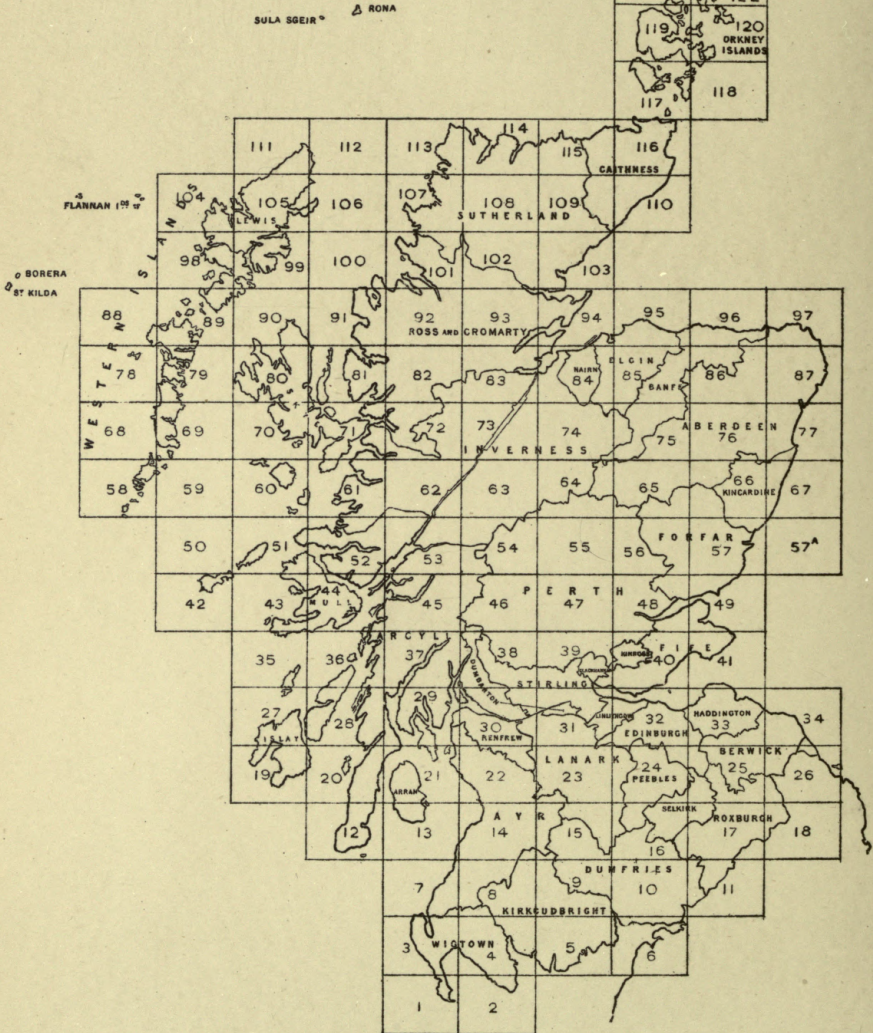 RONA
SULA SGEIR
119 120
ORKNEY
ISLANDS
117 118
111 112 113 114 115 116
CAITHNESS
FLANNAN I.DS
104 105 106 107 108 109 110
LEWIS
SUTHERLAND
WESTERN ISLANDS
BORERA
ST KILDA
98 99 100 101 102 103
88 89 90 91 92 93 94 95 96 97
ROSS AND CROMARTY
78 79 80 81 82 83 84 85 86 87
NAIRN
ELGIN
BANFF
68 69 70 71 72 73 74 75 76 77
INVERNESS
ABERDEEN
58 59 60 61 62 63 64 65 66 67
KINCARDINE
50 51 52 53 54 55 56 57 57A
FORFAR
42 43 44 45 46 47 48 49
MULL
PERTH
ARGYLL
35 36 37 38 39 40 41
DUMBARTON
STIRLING
CLACKMANNAN
KINROSS
FIFE
27 28 29 30 31 32 33 34
ISLAY
RENFREW
LINLITHGOW
EDINBURGH
HADDINGTON
BERWICK
19 20 21 22 23 24 25 26
ARRAN
LANARK
PEEBLES
SELKIRK
12 13 14 15 16 17 18
AYR
ROXBURGH
7 8 9 10 11
DUMFRIES
KIRKCUDBRIGHT
3 4 5 6
WIGTOWN
1 2